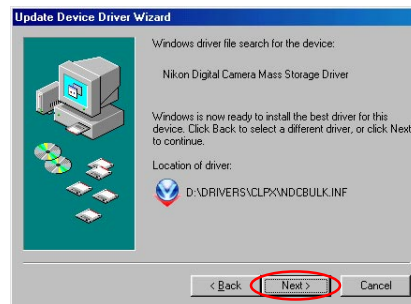 Update Device Driver Wizard
Windows driver file search for the device:
Nikon Digital Camera Mass Storage Driver
Windows is now ready to install the best driver for this
device. Click Back to select a different driver, or click Next
to continue.
Location of driver:
D:\DRIVERS\CLPX\NDCBULK.INF
< Back
Next >
Cancel